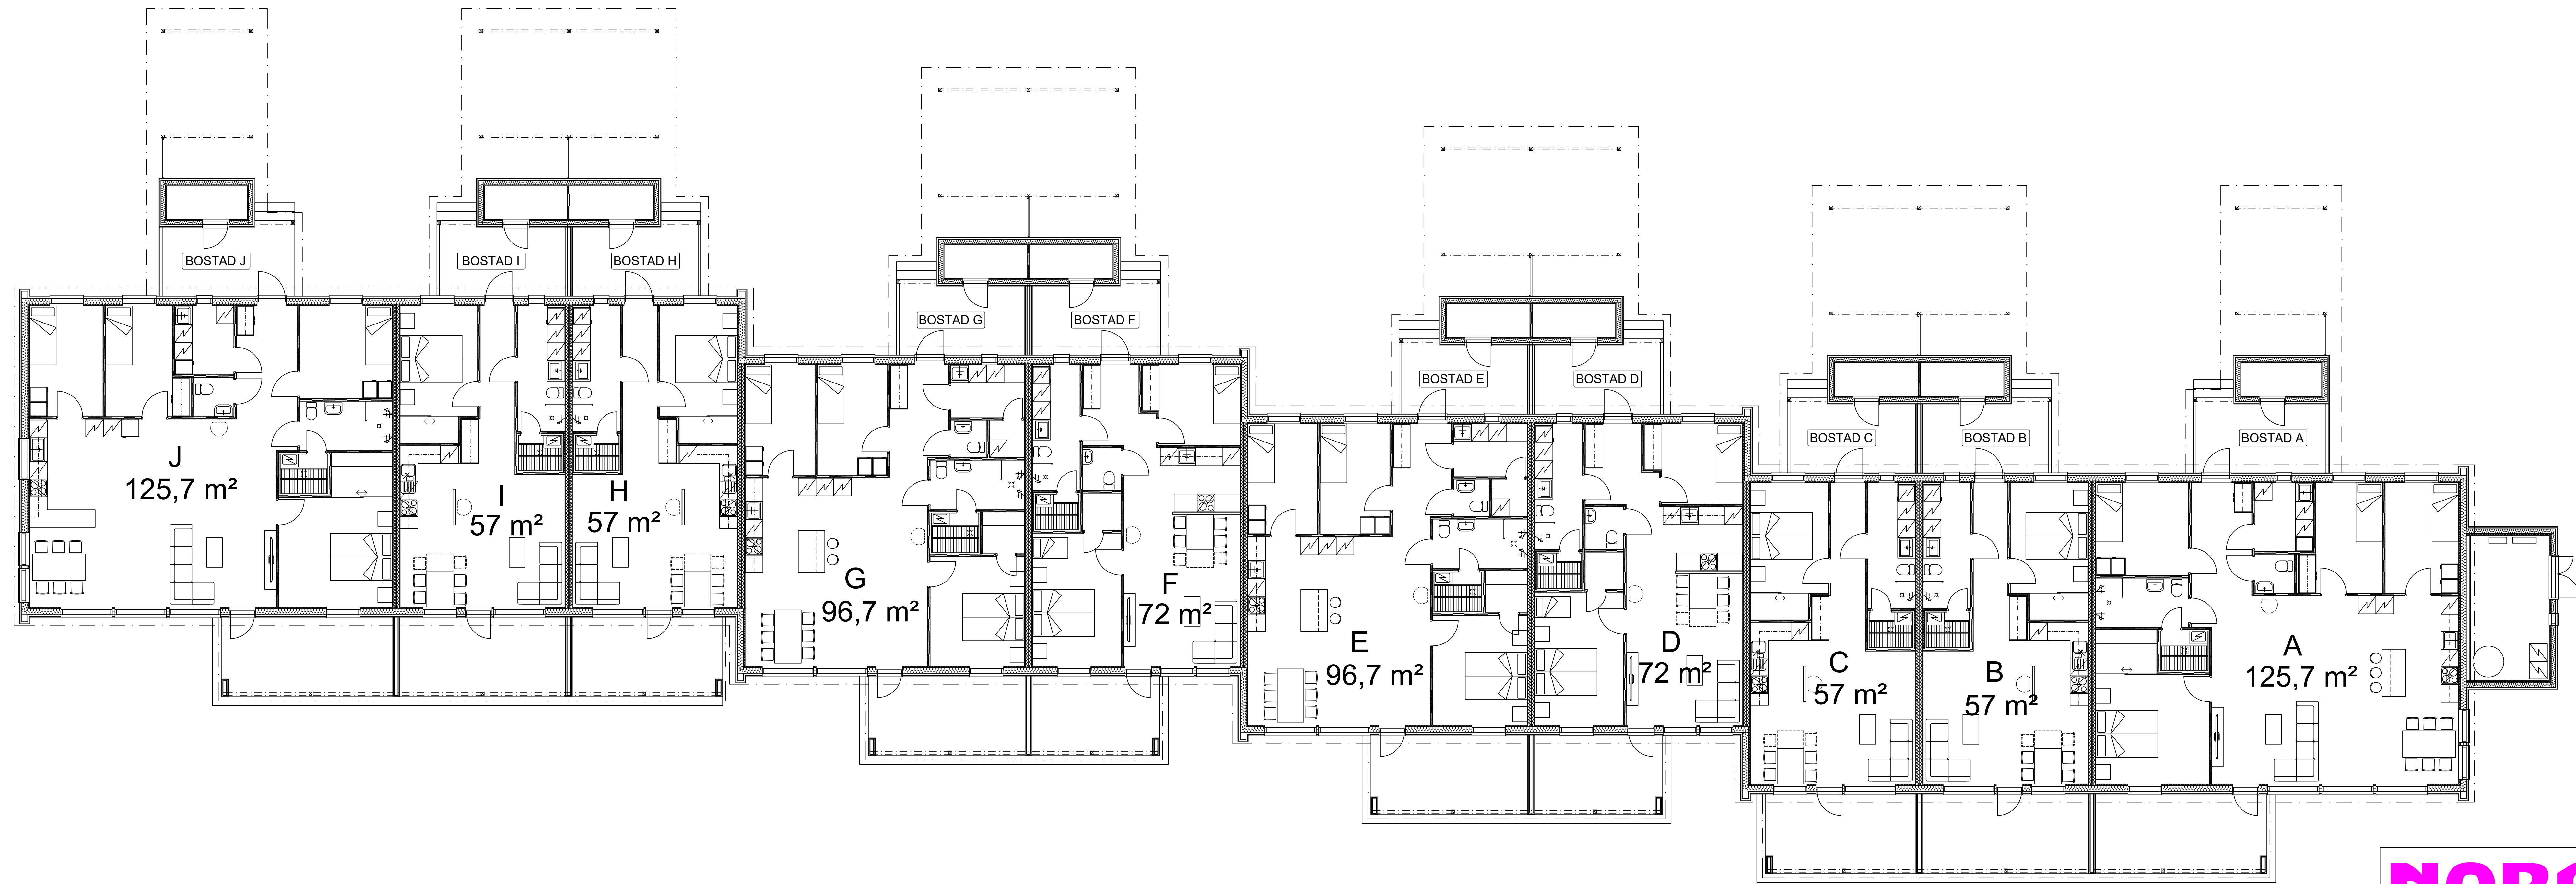 BOSTAD J
BOSTAD I
BOSTAD H
BOSTAD G
BOSTAD F
BOSTAD E
BOSTAD D
BOSTAD C
BOSTAD B
BOSTAD A
J
125,7 m²
I
57 m²
H
57 m²
G
96,7 m²
F
72 m²
E
96,7 m²
D
72 m²
C
57 m²
B
57 m²
A
125,7 m²